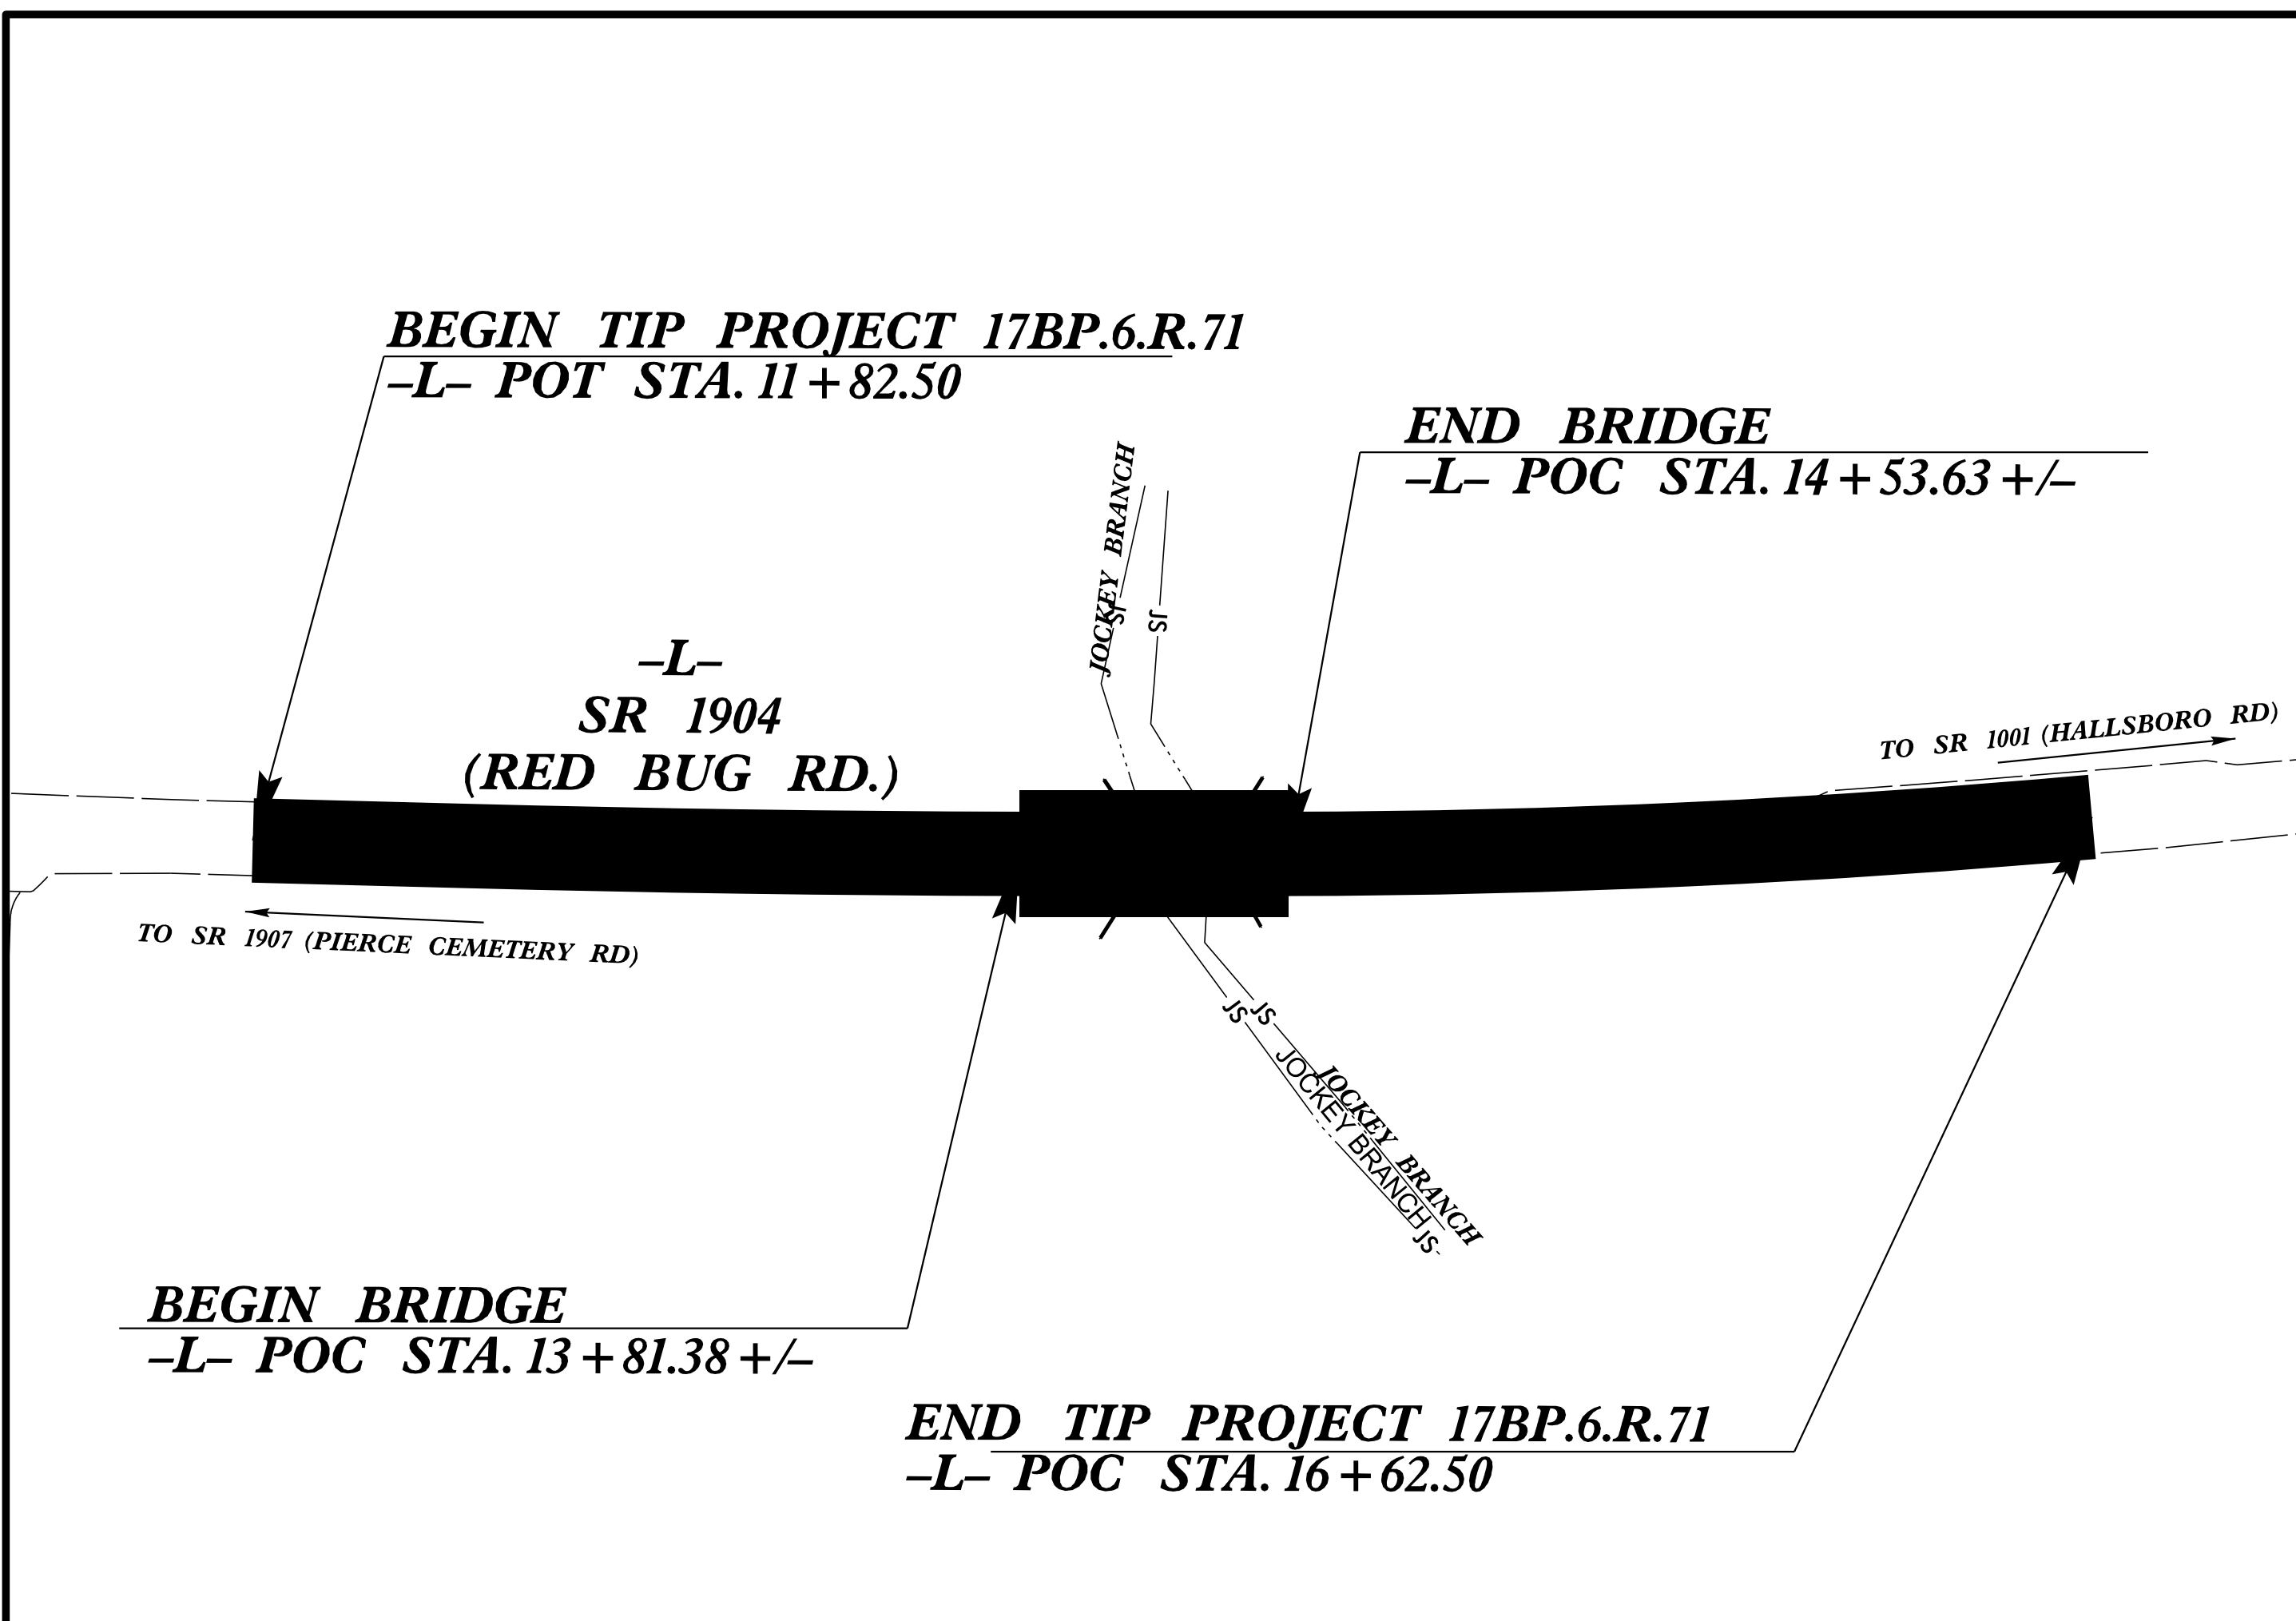 BEGIN TIP PROJECT 17BP.6.R.71
-L- POT STA. 11+82.50
END BRIDGE
-L- POC STA. 14+53.63 +/-
JOCKEY BRANCH
JS
JS
-L-
SR 1904
(RED BUG RD.)
TO SR 1001 (HALLSBORO RD)
TO SR 1907 (PIERCE CEMETERY RD)
JS
JS
JOCKEY BRANCH
JOCKEY BRANCH
JS
BEGIN BRIDGE
-L- POC STA. 13+81.38 +/-
END TIP PROJECT 17BP.6.R.71
-L- POC STA. 16+62.50